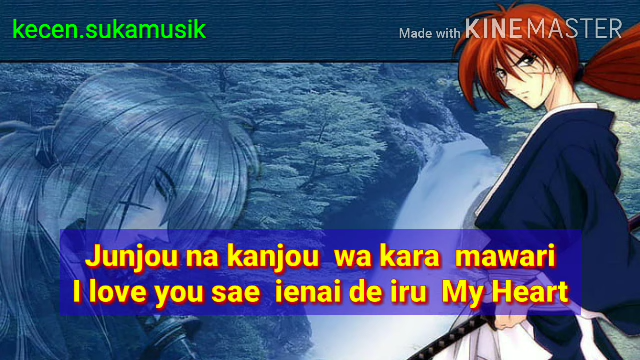 kecen.sukamusik
Made with KINEMASTER
Junjou na kanjou wa kara mawari
I love you sae ienai de iru My Heart